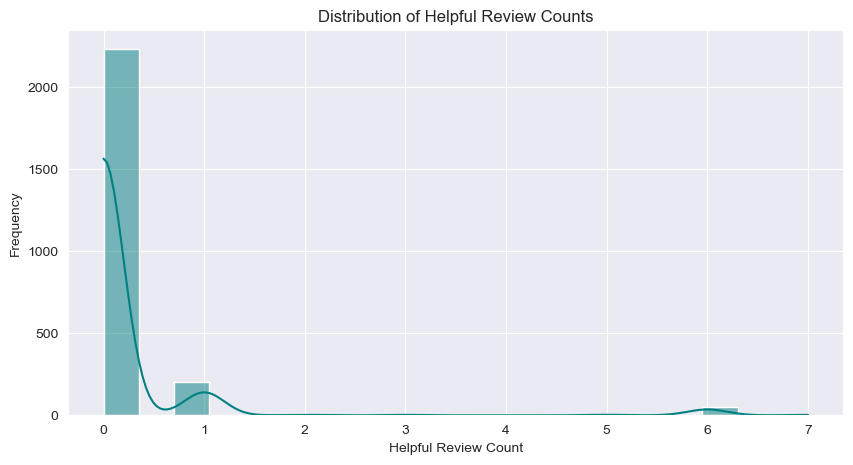 Distribution of Helpful Review Counts
Frequency
2000
1500
1000
500
0
0 1 2 3 4 5 6 7
Helpful Review Count